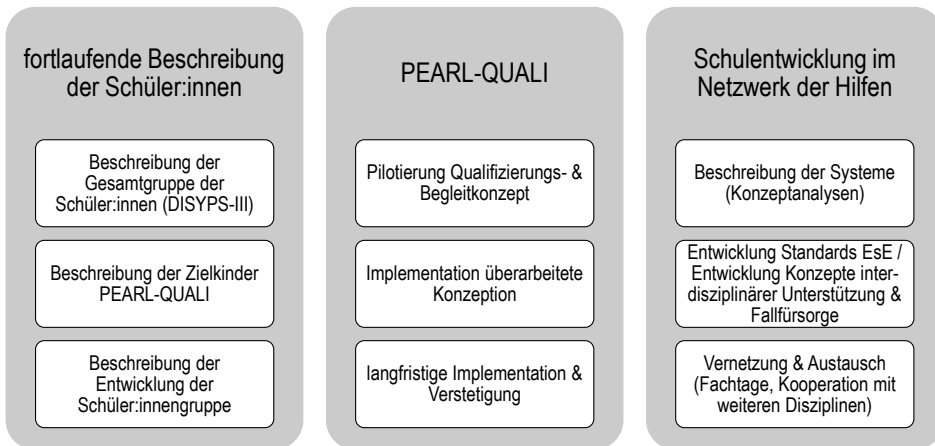 fortlaufende Beschreibung
der Schüler:innen
Beschreibung der
Gesamtgruppe der
Schüler:innen (DISYPS-III)
Beschreibung der Zielkinder
PEARL-QUALI
Beschreibung der
Entwicklung der
Schüler:innengruppe
PEARL-QUALI
Pilotierung Qualifizierungs- &
Begleitkonzept
Implementation überarbeitete
Konzeption
langfristige Implementation &
Verstetigung
Schulentwicklung im
Netzwerk der Hilfen
Beschreibung der Systeme
(Konzeptanalysen)
Entwicklung Standards EsE /
Entwicklung Konzepte inter-
disziplinärer Unterstützung &
Fallfürsorge
Vernetzung & Austausch
(Fachtage, Kooperation mit
weiteren Disziplinen)